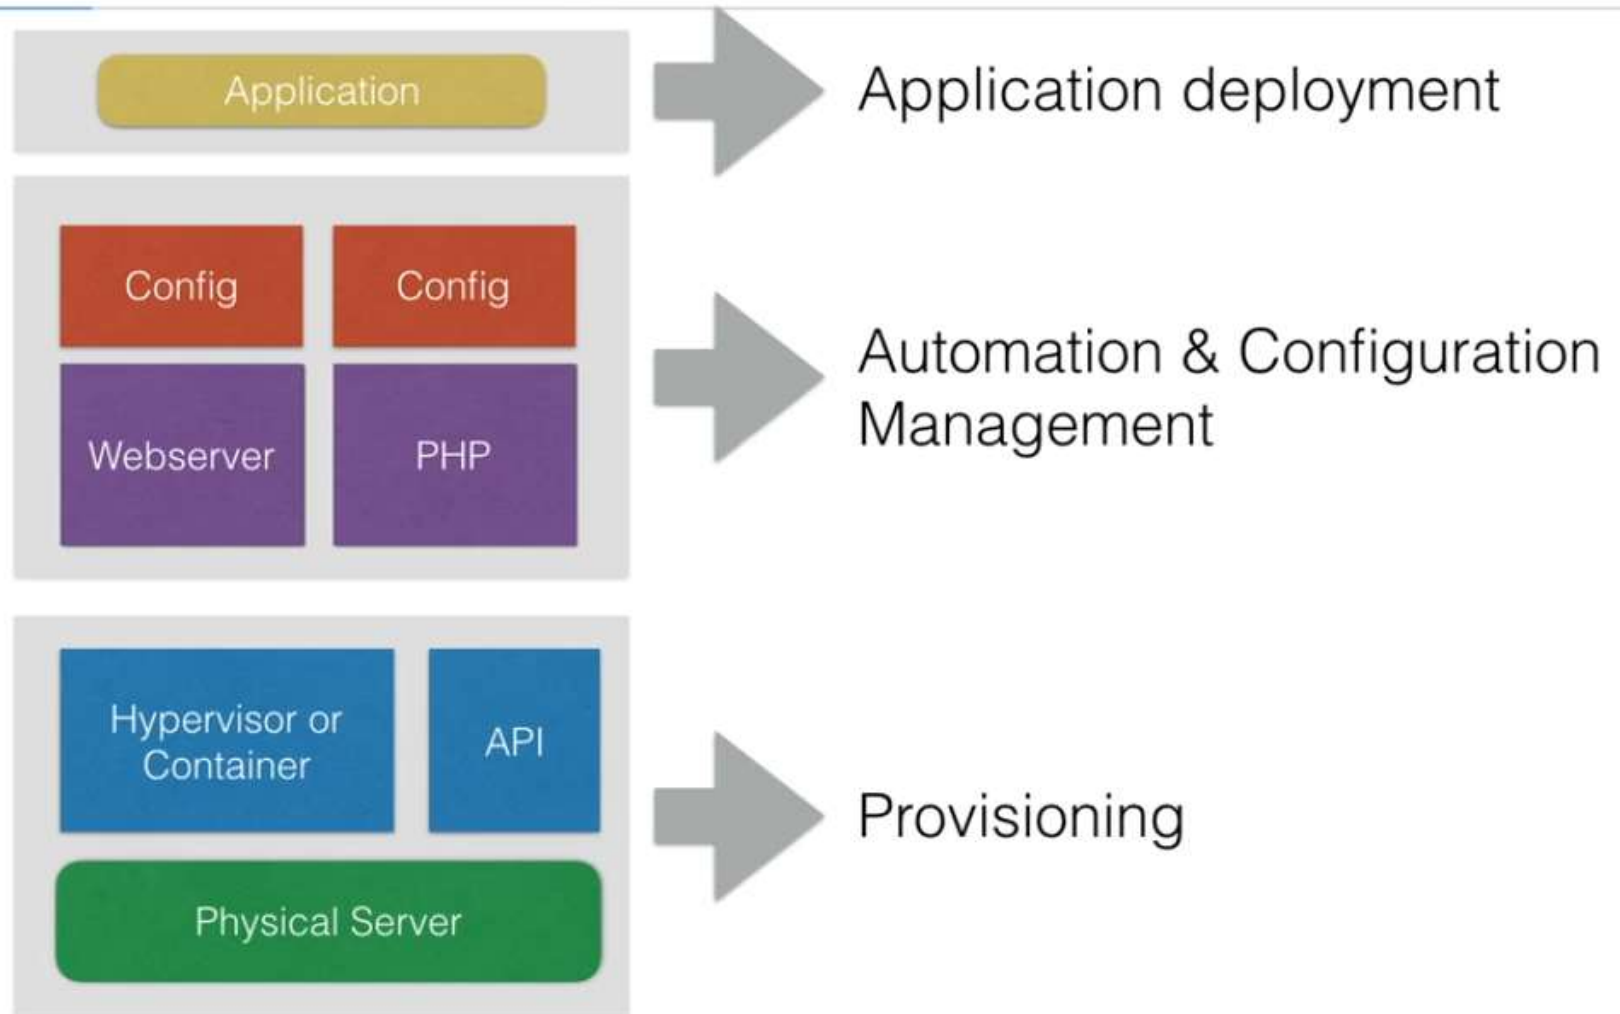 Application
Application deployment
Config
Config
Webserver
PHP
Automation & Configuration
Management
Hypervisor or
Container
API
Provisioning
Physical Server